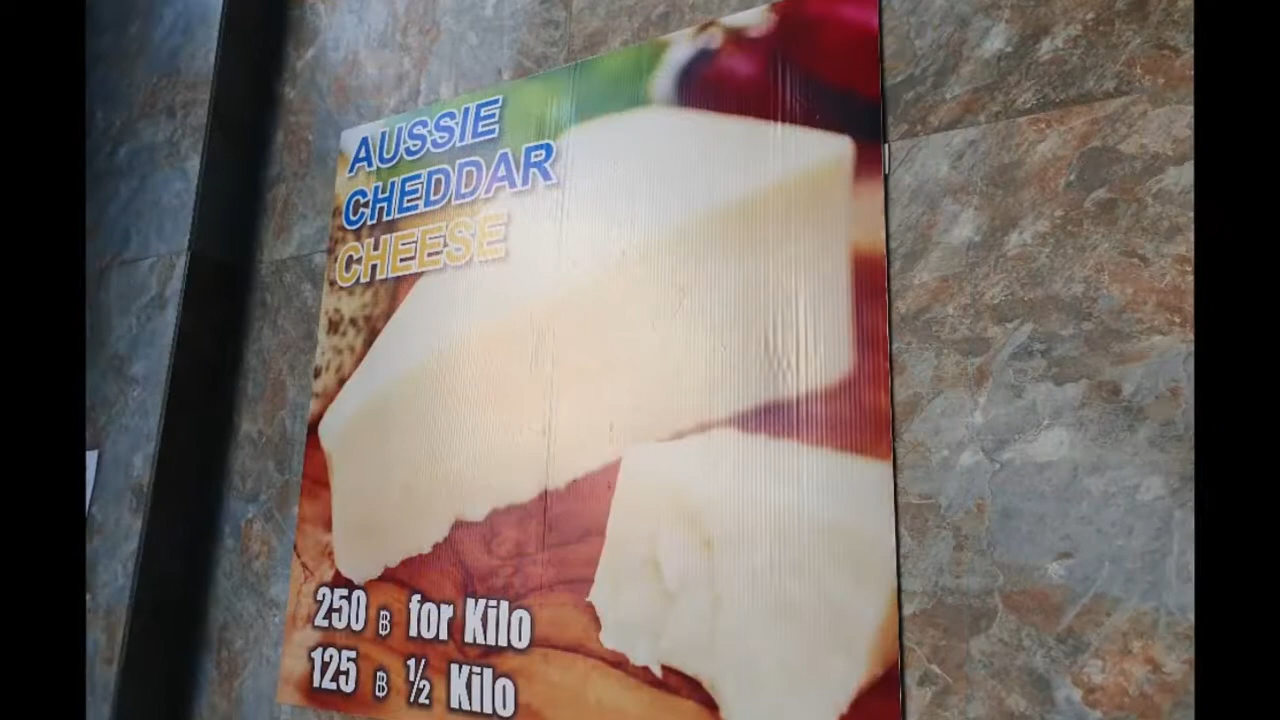 AUSSIE
CHEDDAR
CHEESE
250 ฿ for Kilo
125 ฿ ½ Kilo